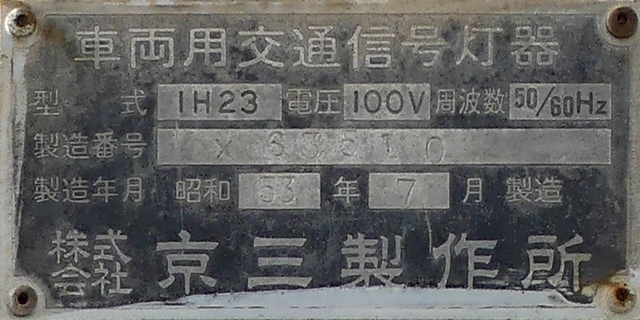 車両用交通信号灯器
型式 1H23 電圧 100V 周波数 50/60Hz
製造番号
製造年月 昭和 53 年 7 月 製造
株式会社 京三製作所